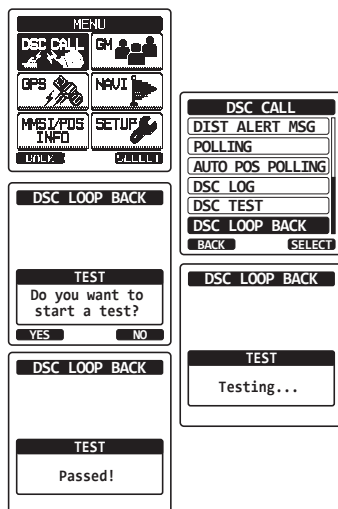 MENU
DSC CALL
GM
GPS
NAVI
MMSI/POS
INFO
SETUP
BACK
SELECT
DSC CALL
DIST ALERT MSG
POLLING
AUTO POS POLLING
DSC LOG
DSC TEST
DSC LOOP BACK
BACK
SELECT
DSC LOOP BACK
TEST
Do you want to
start a test?
YES
NO
DSC LOOP BACK
TEST
Testing...
DSC LOOP BACK
TEST
Passed!